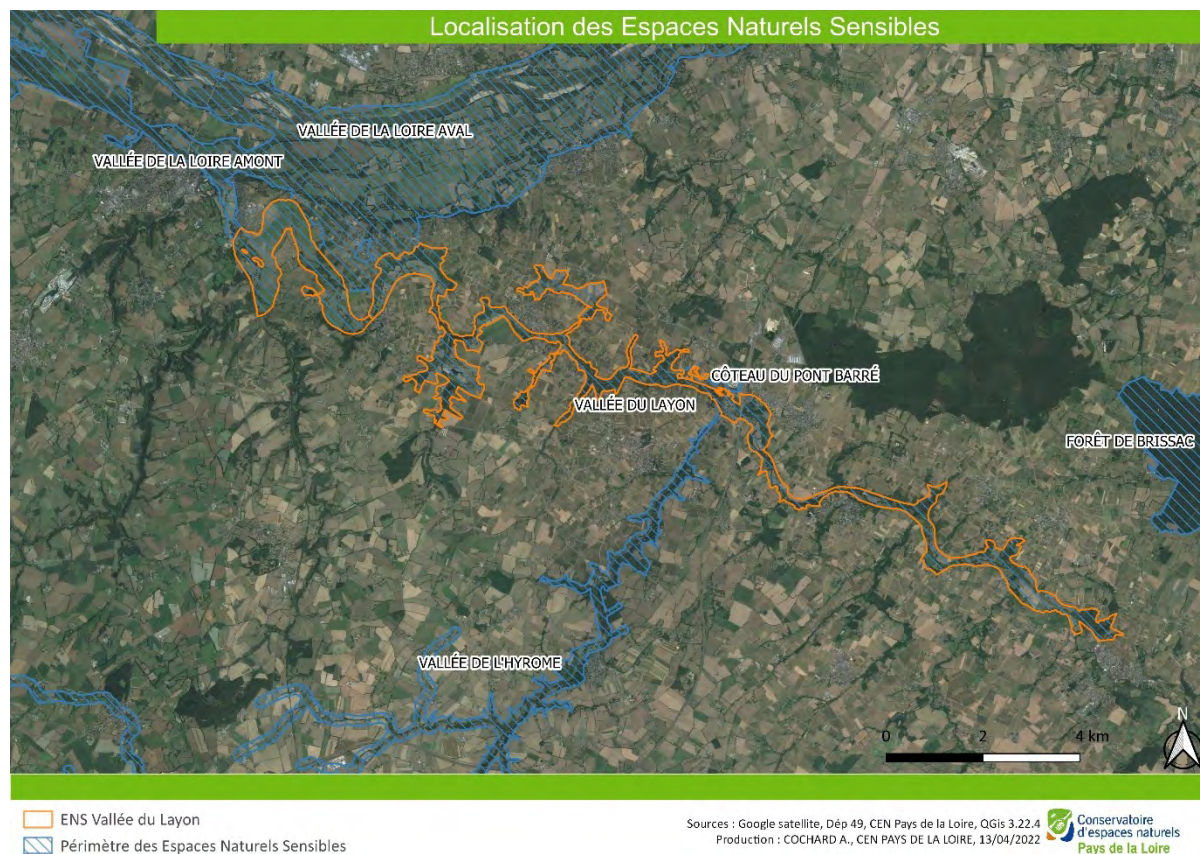 Localisation des Espaces Naturels Sensibles
VALLÉE DE LA LOIRE AVAL
VALLÉE DE LA LOIRE AMONT
CÔTEAU DU PONT BARRÉ
VALLÉE DU LAYON
FORÊT DE BRISSAC
VALLÉE DE L'HYROME
N
0 2 4 km
ENS Vallée du Layon
Périmètre des Espaces Naturels Sensibles
Sources : Google satellite, Dép 49, CEN Pays de la Loire, QGis 3.22.4
Production : COCHARD A., CEN PAYS DE LA LOIRE, 13/04/2022
Conservatoire
d'espaces naturels
Pays de la Loire